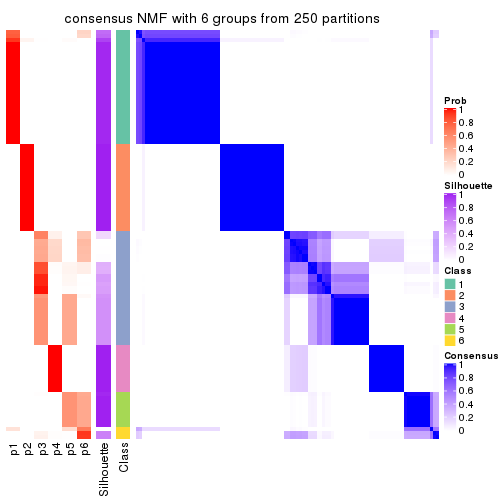 consensus NMF with 6 groups from 250 partitions
Prob
1
0.8
0.6
0.4
0.2
0
Silhouette
1
0.8
0.6
0.4
0.2
0
Class
1
2
3
4
5
6
Consensus
1
0.8
0.6
0.4
0.2
0
p1
p2
p3
p4
p5
p6
Silhouette
Class